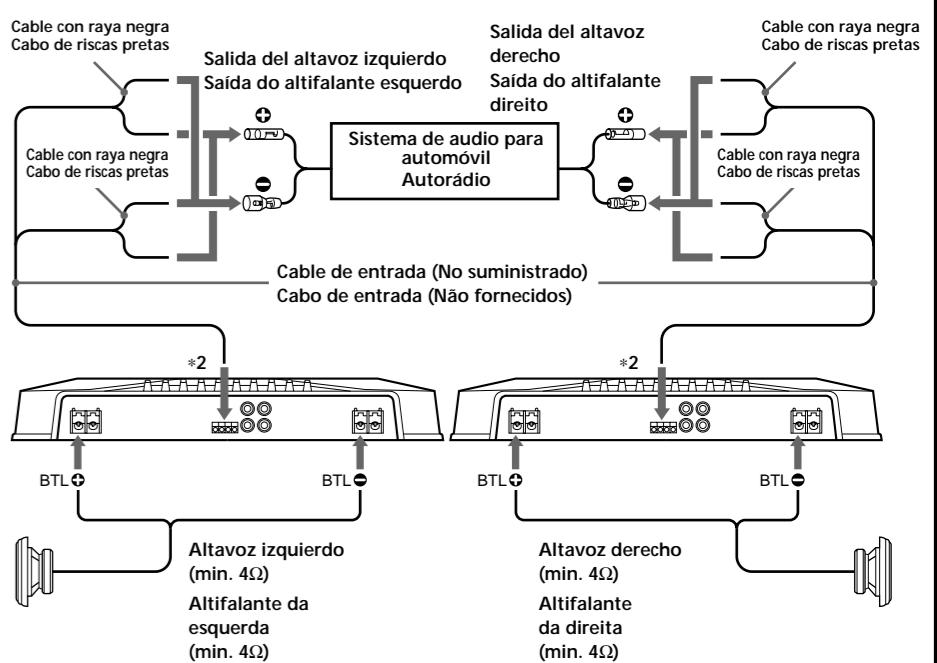 Cable con raya negra
Cabo de riscas pretas
Salida del altavoz izquierdo
Saída do altifalante esquerdo
Salida del altavoz
derecho
Saída do altifalante
direito
Cable con raya negra
Cabo de riscas pretas
Sistema de audio para
automóvil
Autorádio
Cable con raya negra
Cabo de riscas pretas
Cable con raya negra
Cabo de riscas pretas
Cable de entrada (No suministrado)
Cabo de entrada (Não fornecidos)
*2
*2
BTL+
BTL-
BTL+
BTL-
Altavoz izquierdo
(min. 4Ω)
Altifalante da
esquerda
(min. 4Ω)
Altavoz derecho
(min. 4Ω)
Altifalante
da direita
(min. 4Ω)